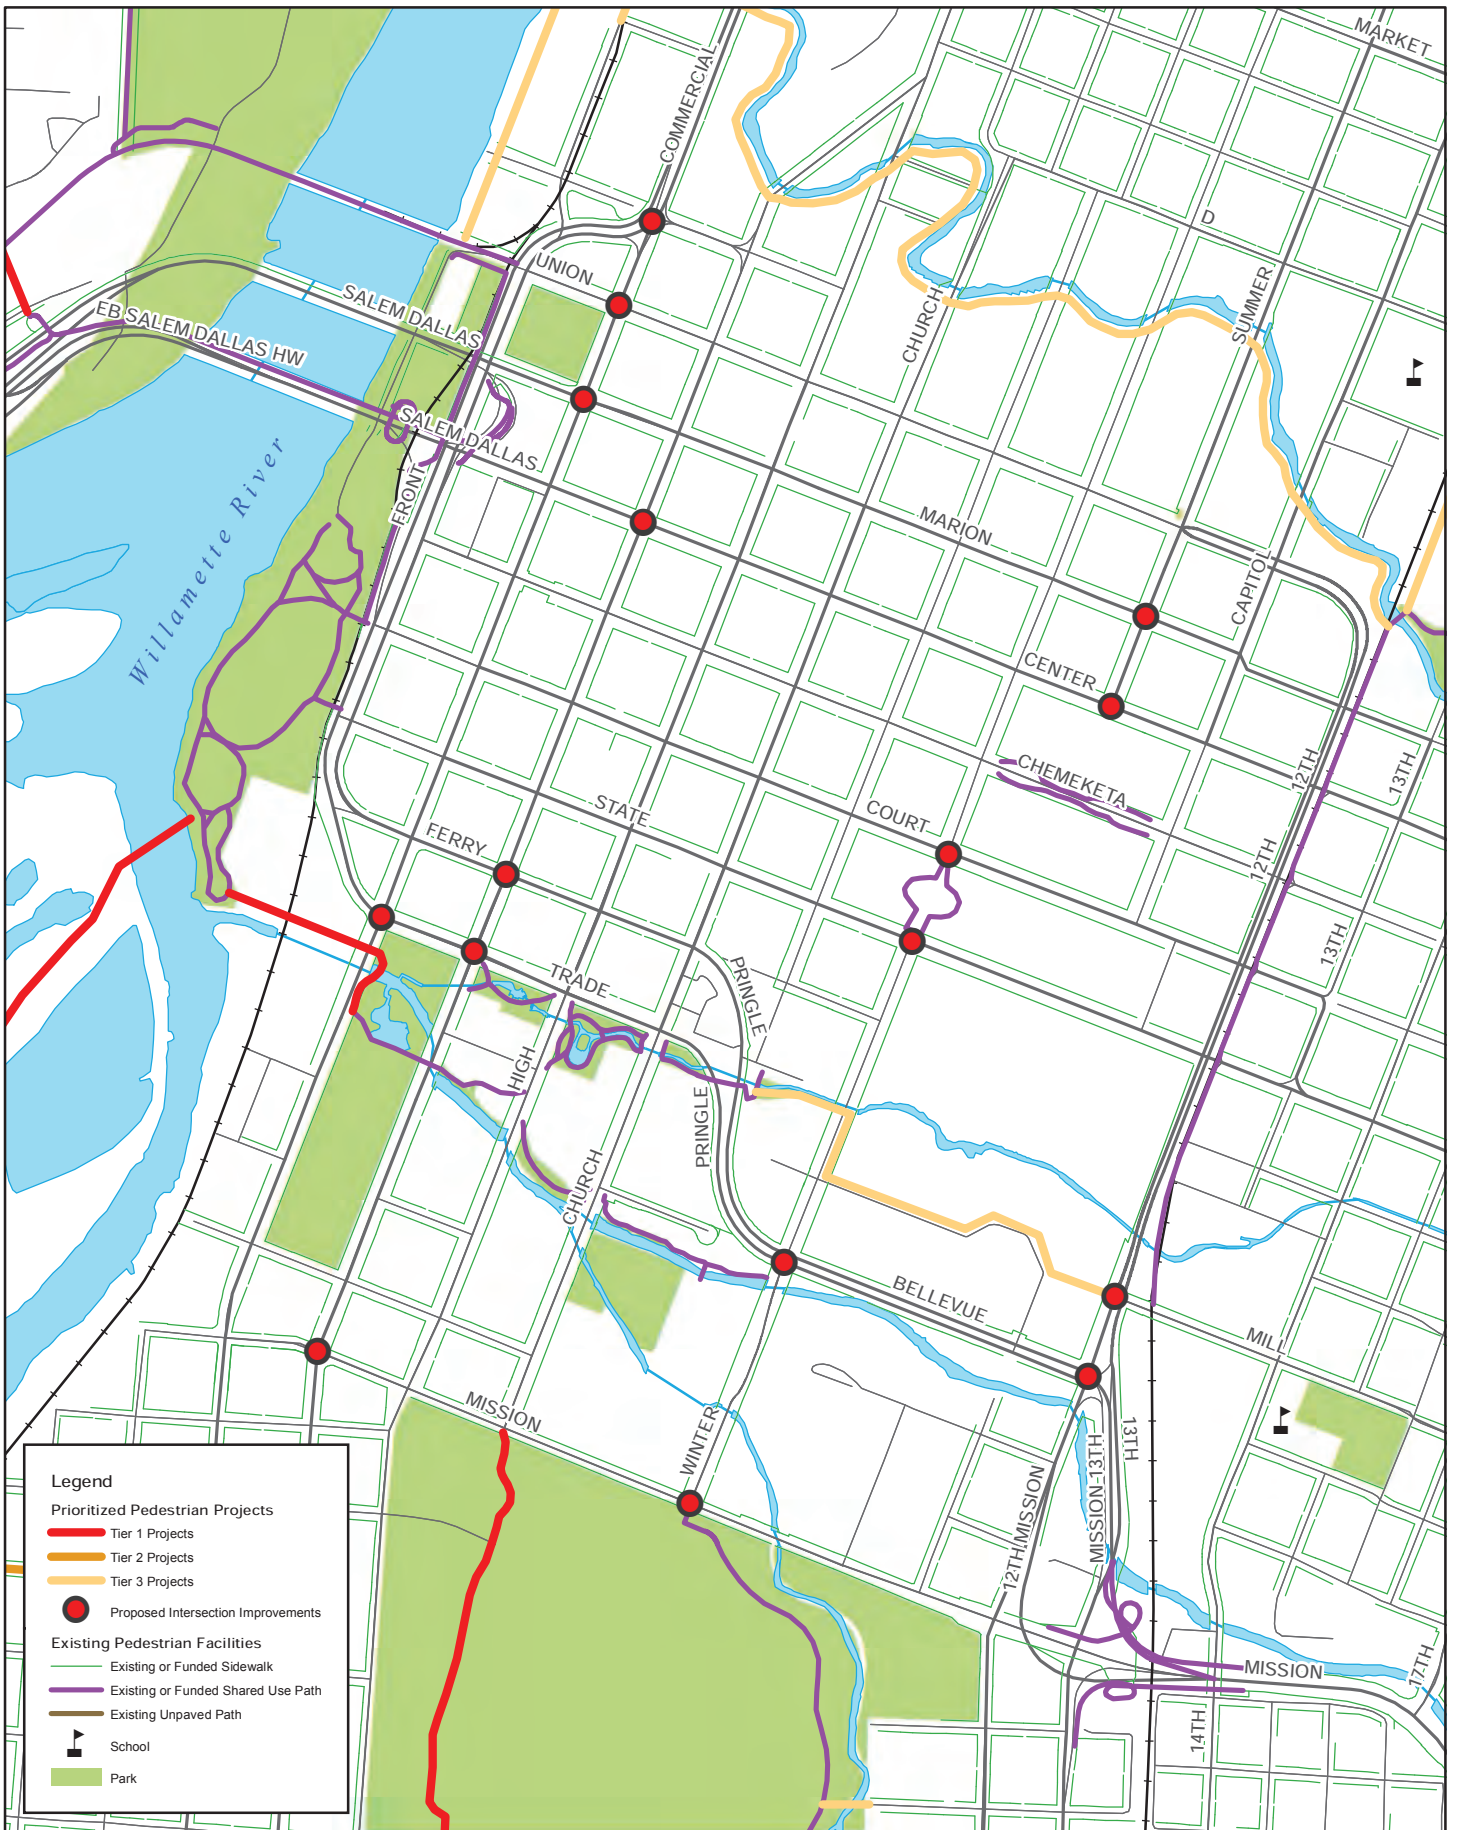 MARKET
COMMERCIAL
D
UNION
SALEM DALLAS
EB SALEM DALLAS HW
SUMMER
CHURCH
SALEM DALLAS
FRONT
Willamette River
MARION
CAPITOL
CENTER
CHEMEKETA
12TH
13TH
STATE
COURT
FERRY
12TH
13TH
TRADE
PRINGLE
HIGH
PRINGLE
CHURCH
BELLEVUE
MILL
MISSION
WINTER
13TH
MISSION 13TH
12TH MISSION
MISSION
17TH
14TH
Legend
Prioritized Pedestrian Projects
Tier 1 Projects
Tier 2 Projects
Tier 3 Projects
Proposed Intersection Improvements
Existing Pedestrian Facilities
Existing or Funded Sidewalk
Existing or Funded Shared Use Path
Existing Unpaved Path
School
Park